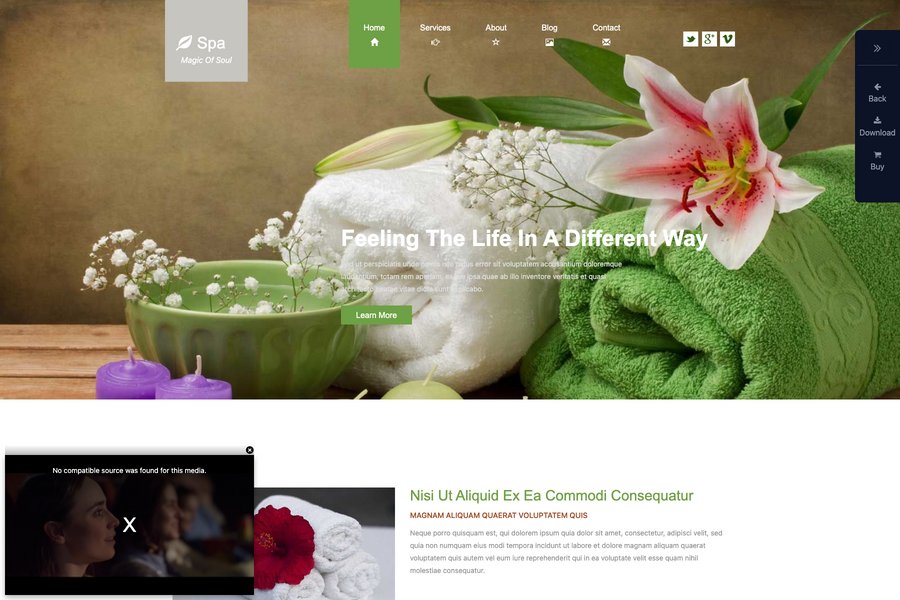 Spa
Magic Of Soul
Home
Services
About
Blog
Contact
Back
Download
Buy
Feeling The Life In A Different Way
Sed ut perspiciatis unde omnis iste natus error sit voluptatem accusantium doloremque
laudantium, totam rem aperiam, eaque ipsa quae ab illo inventore veritatis et quasi
architecto beatae vitae dicta sunt explicabo.
Learn More
No compatible source was found for this media.
X
Nisi Ut Aliquid Ex Ea Commodi Consequatur
MAGNAM ALIQUAM QUAERAT VOLUPTATEM QUIS
Neque porro quisquam est, qui dolorem ipsum quia dolor sit amet, consectetur, adipisci velit, sed
quia non numquam eius modi tempora incidunt ut labore et dolore magnam aliquam quaerat
voluptatem quis autem vel eum iure reprehenderit qui in ea voluptate velit esse quam nihil
molestiae consequatur.